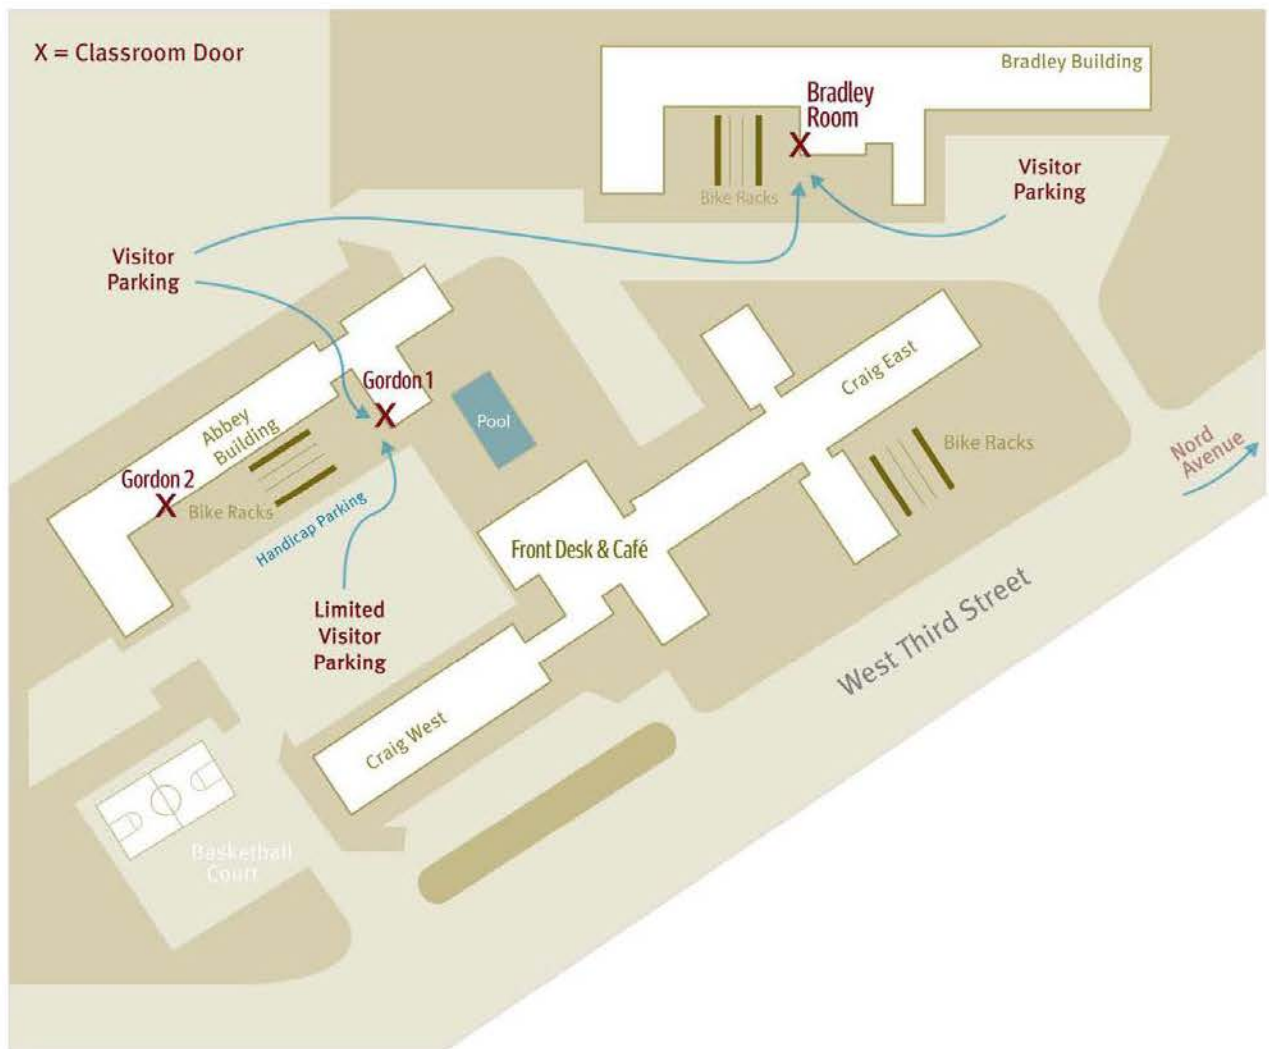 X = Classroom Door
Bradley Building
Bradley
Room
X
Bike Racks
Visitor
Parking
Visitor
Parking
Gordon 1
X
Abbey
Building
Pool
Craig East
Bike Racks
Nord
Avenue
Gordon 2
X
Bike Racks
Handicap Parking
Front Desk & Café
Limited
Visitor
Parking
West Third Street
Craig West
Basketball
Court